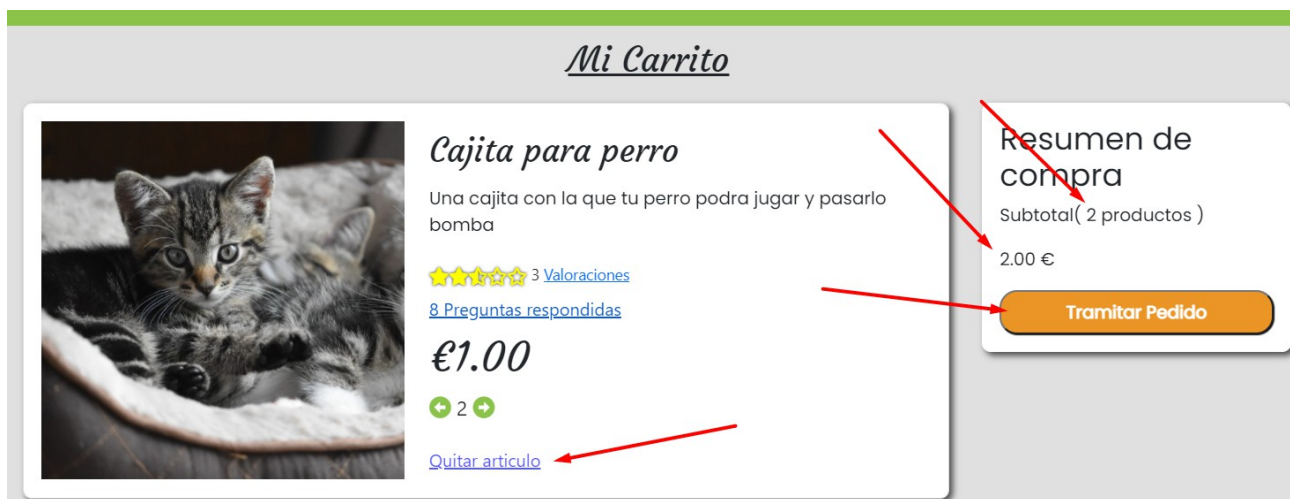 Mi Carrito
Cajita para perro
Una cajita con la que tu perro podra jugar y pasarlo
bomba
3 Valoraciones
8 Preguntas respondidas
€1.00
2
Quitar articulo
Resumen de
compra
Subtotal( 2 productos )
2.00 €
Tramitar Pedido